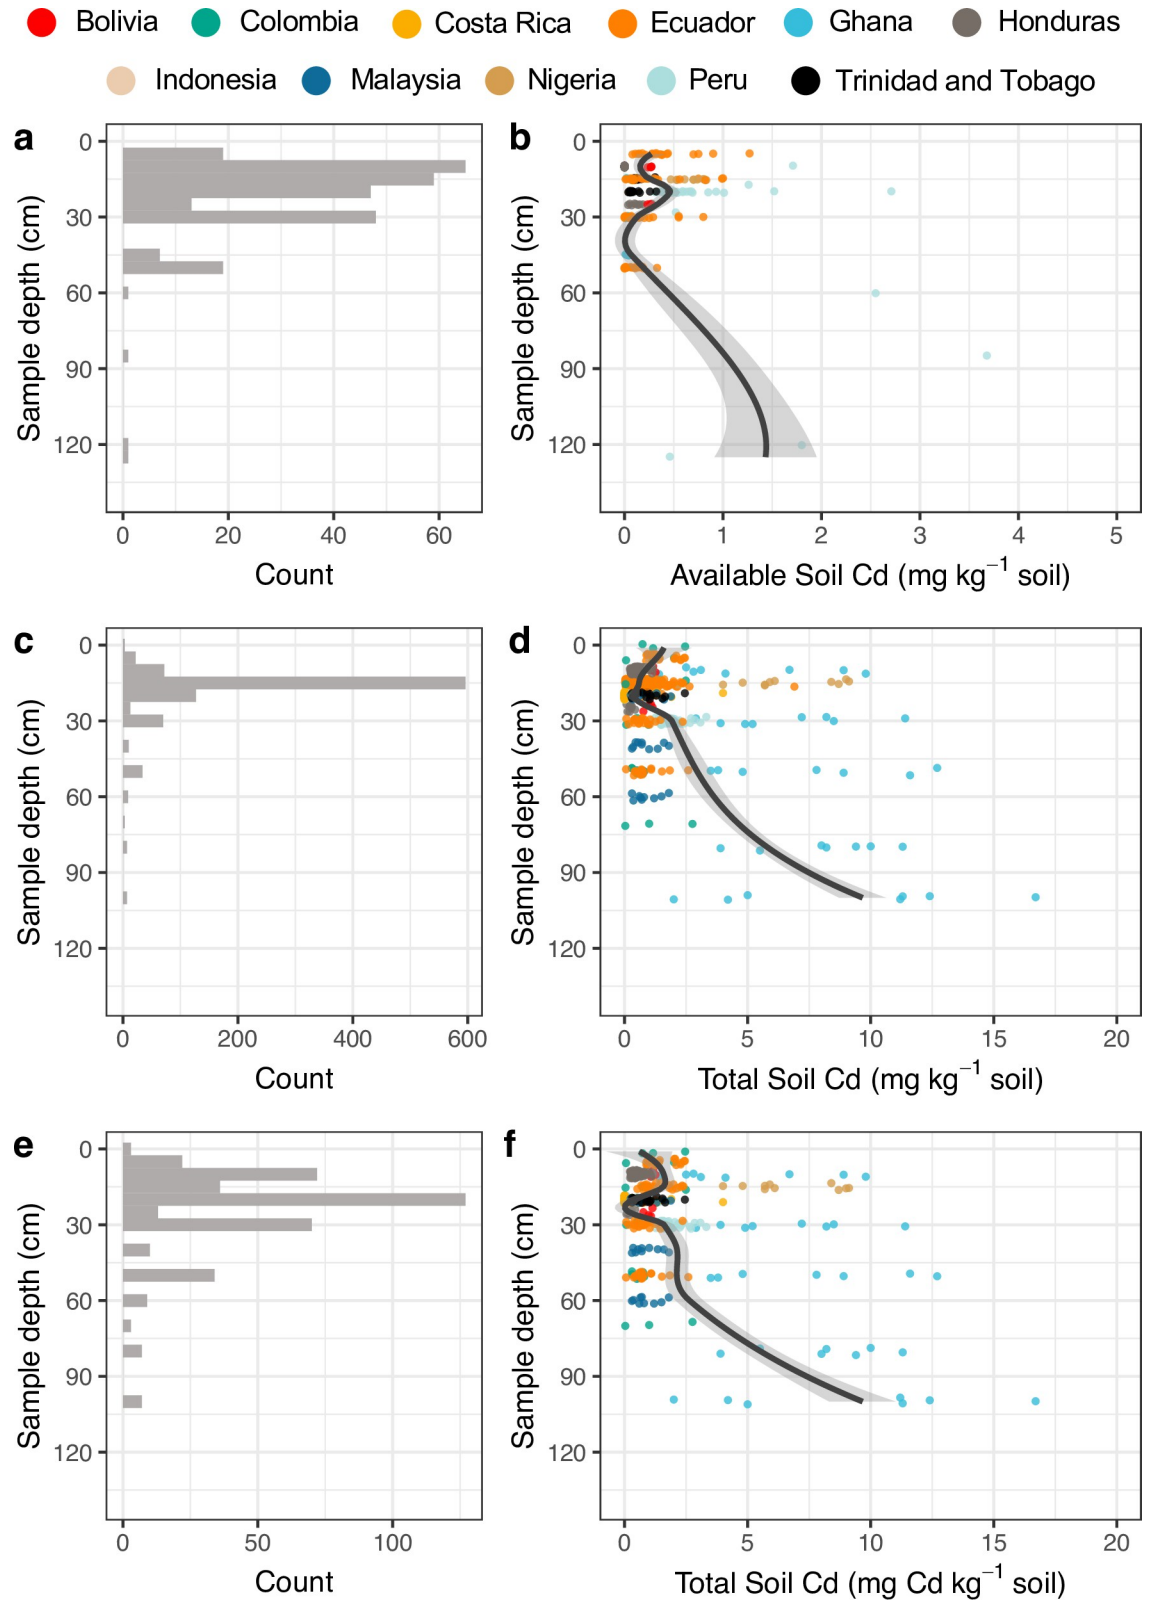 Bolivia Colombia Costa Rica Ecuador Ghana Honduras
Indonesia Malaysia Nigeria Peru Trinidad and Tobago
a
Sample depth (cm)
0
30
60
90
120
0 20 40 60
Count
b
Sample depth (cm)
0
30
60
90
120
0 1 2 3 4 5
Available Soil Cd (mg kg⁻¹ soil)
c
Sample depth (cm)
0
30
60
90
120
0 200 400 600
Count
d
Sample depth (cm)
0
30
60
90
120
0 5 10 15 20
Total Soil Cd (mg kg⁻¹ soil)
e
Sample depth (cm)
0
30
60
90
120
0 50 100
Count
f
Sample depth (cm)
0
30
60
90
120
0 5 10 15 20
Total Soil Cd (mg Cd kg⁻¹ soil)